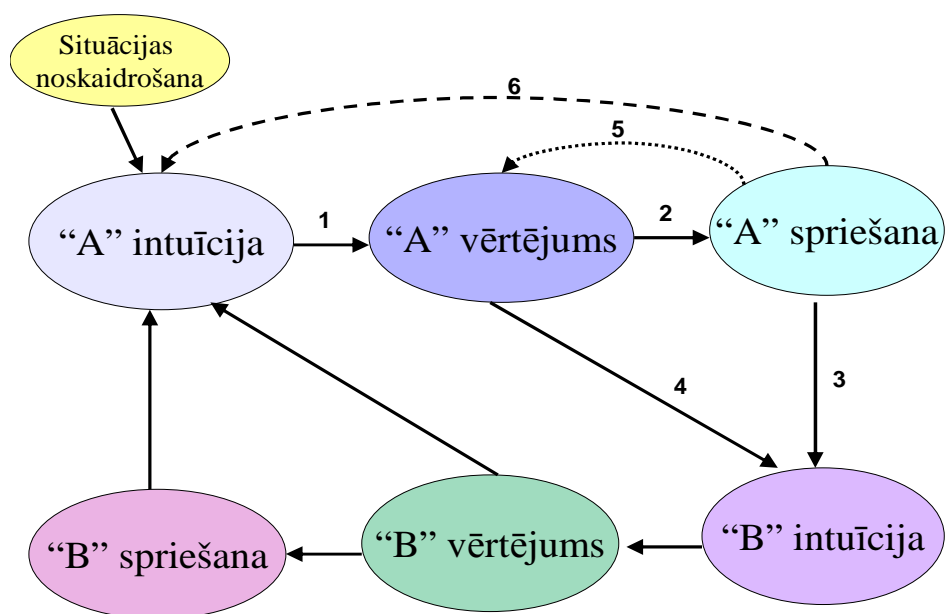 Situācijas
noskaidrošana
6
5
1
2
“A” intuīcija
“A” vērtējums
“A” spriešana
4
3
“B” spriešana
“B” vērtējums
“B” intuīcija